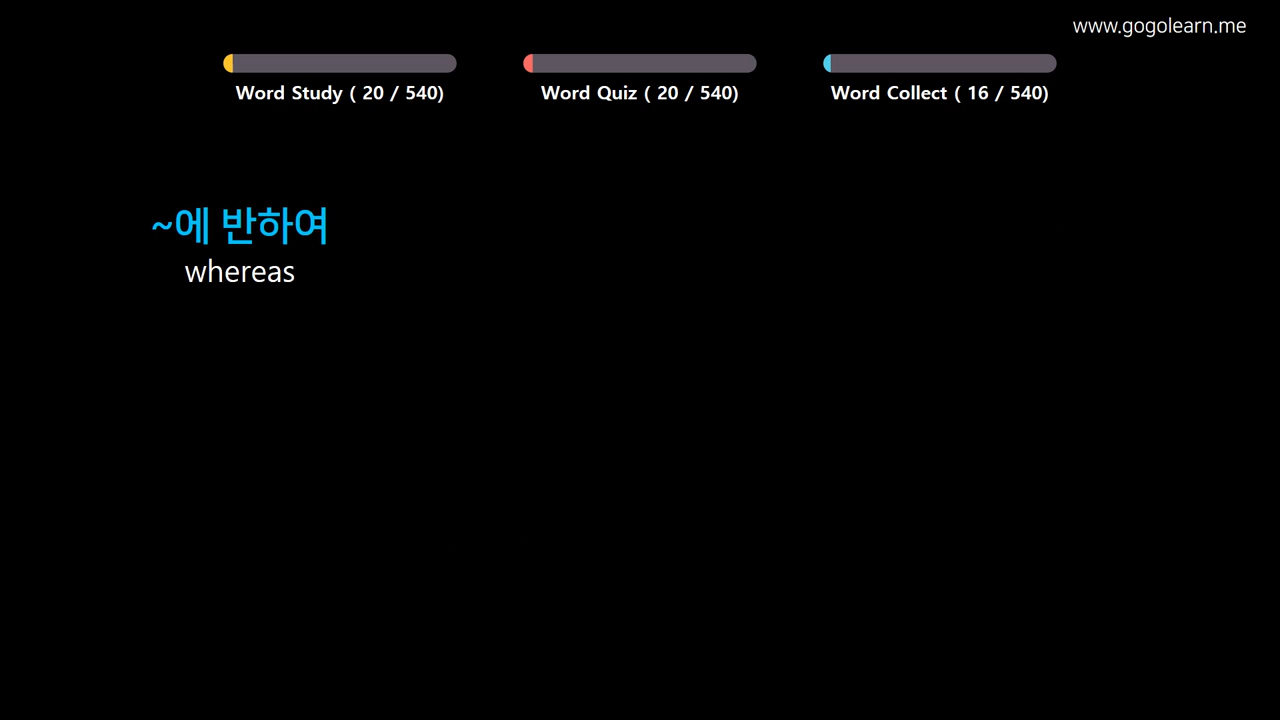 www.gogolearn.me
Word Study ( 20 / 540)
Word Quiz ( 20 / 540)
Word Collect ( 16 / 540)
~에 반하여
whereas